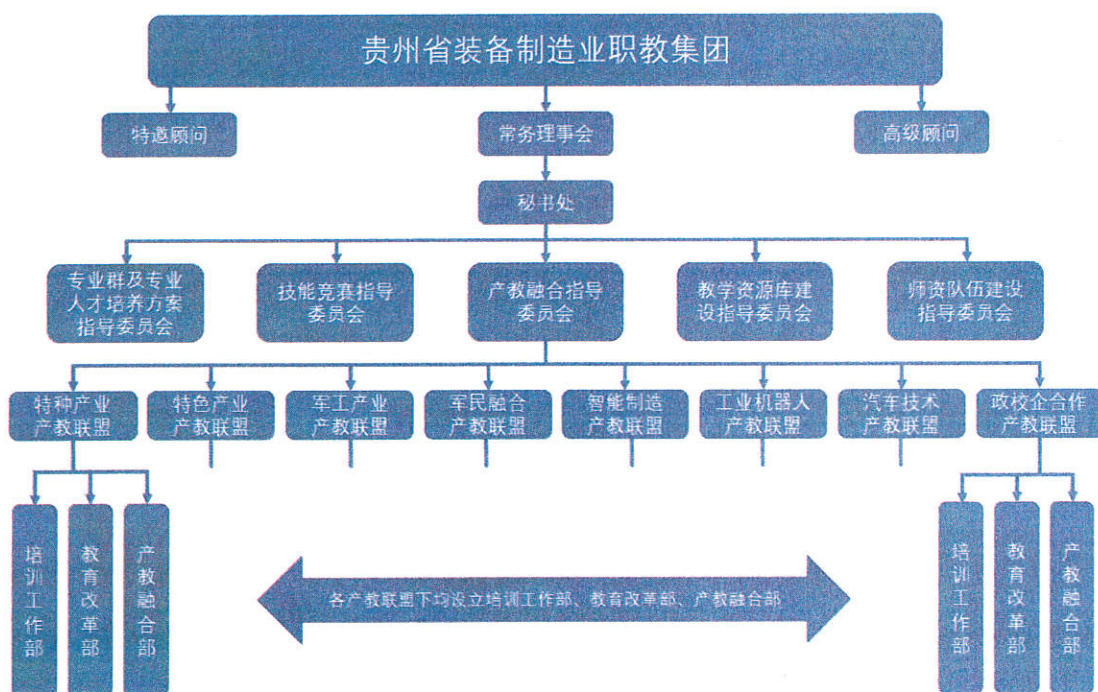 贵州省装备制造业职教集团
特邀顾问
常务理事会
高级顾问
秘书处
专业群及专业
人才培养方案
指导委员会
技能竞赛指导
委员会
产教融合指导
委员会
教学资源库建
设指导委员会
师资队伍建设
指导委员会
特种产业
产教联盟
特色产业
产教联盟
军工产业
产教联盟
军民融合
产教联盟
智能制造
产教联盟
工业机器人
产教联盟
汽车技术
产教联盟
政校企合作
产教联盟
培训工作部
教育改革部
产教融合部
各产教联盟下均设立培训工作部、教育改革部、产教融合部
培训工作部
教育改革部
产教融合部